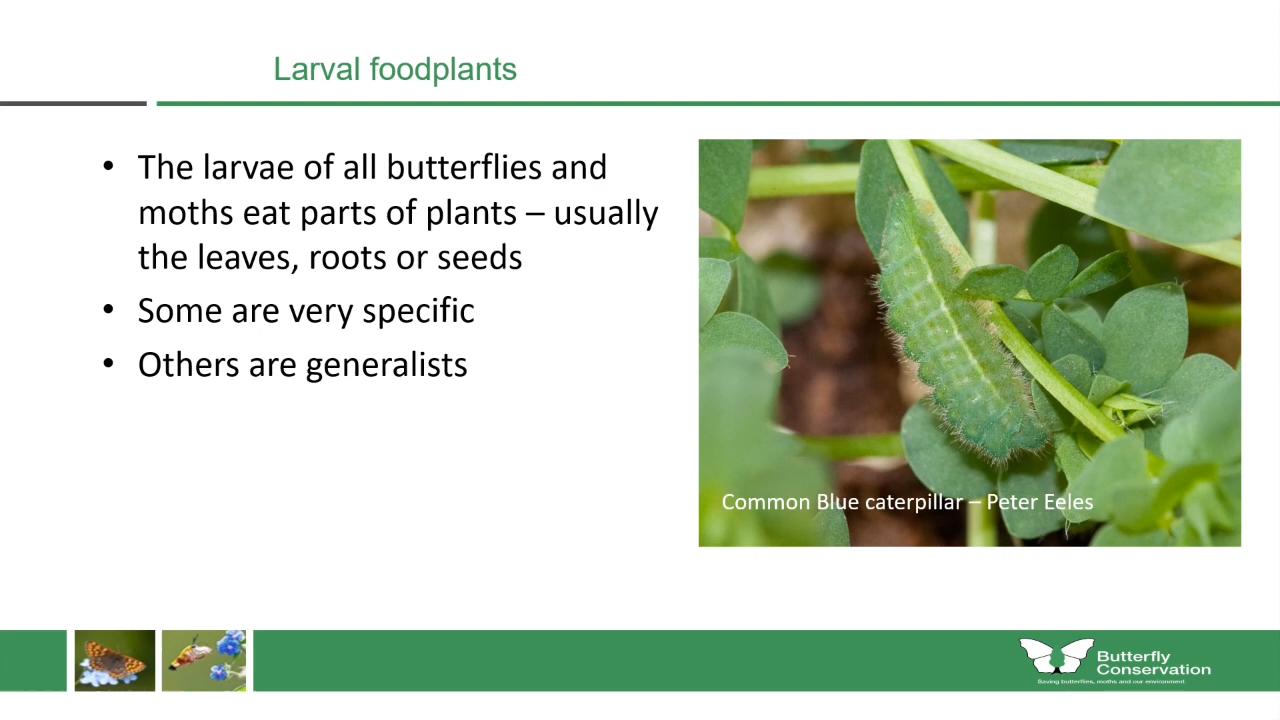 Larval foodplants
• The larvae of all butterflies and
moths eat parts of plants – usually
the leaves, roots or seeds
• Some are very specific
• Others are generalists
Common Blue caterpillar – Peter Eeles
Butterfly
Conservation
Saving butterflies, moths and our environment